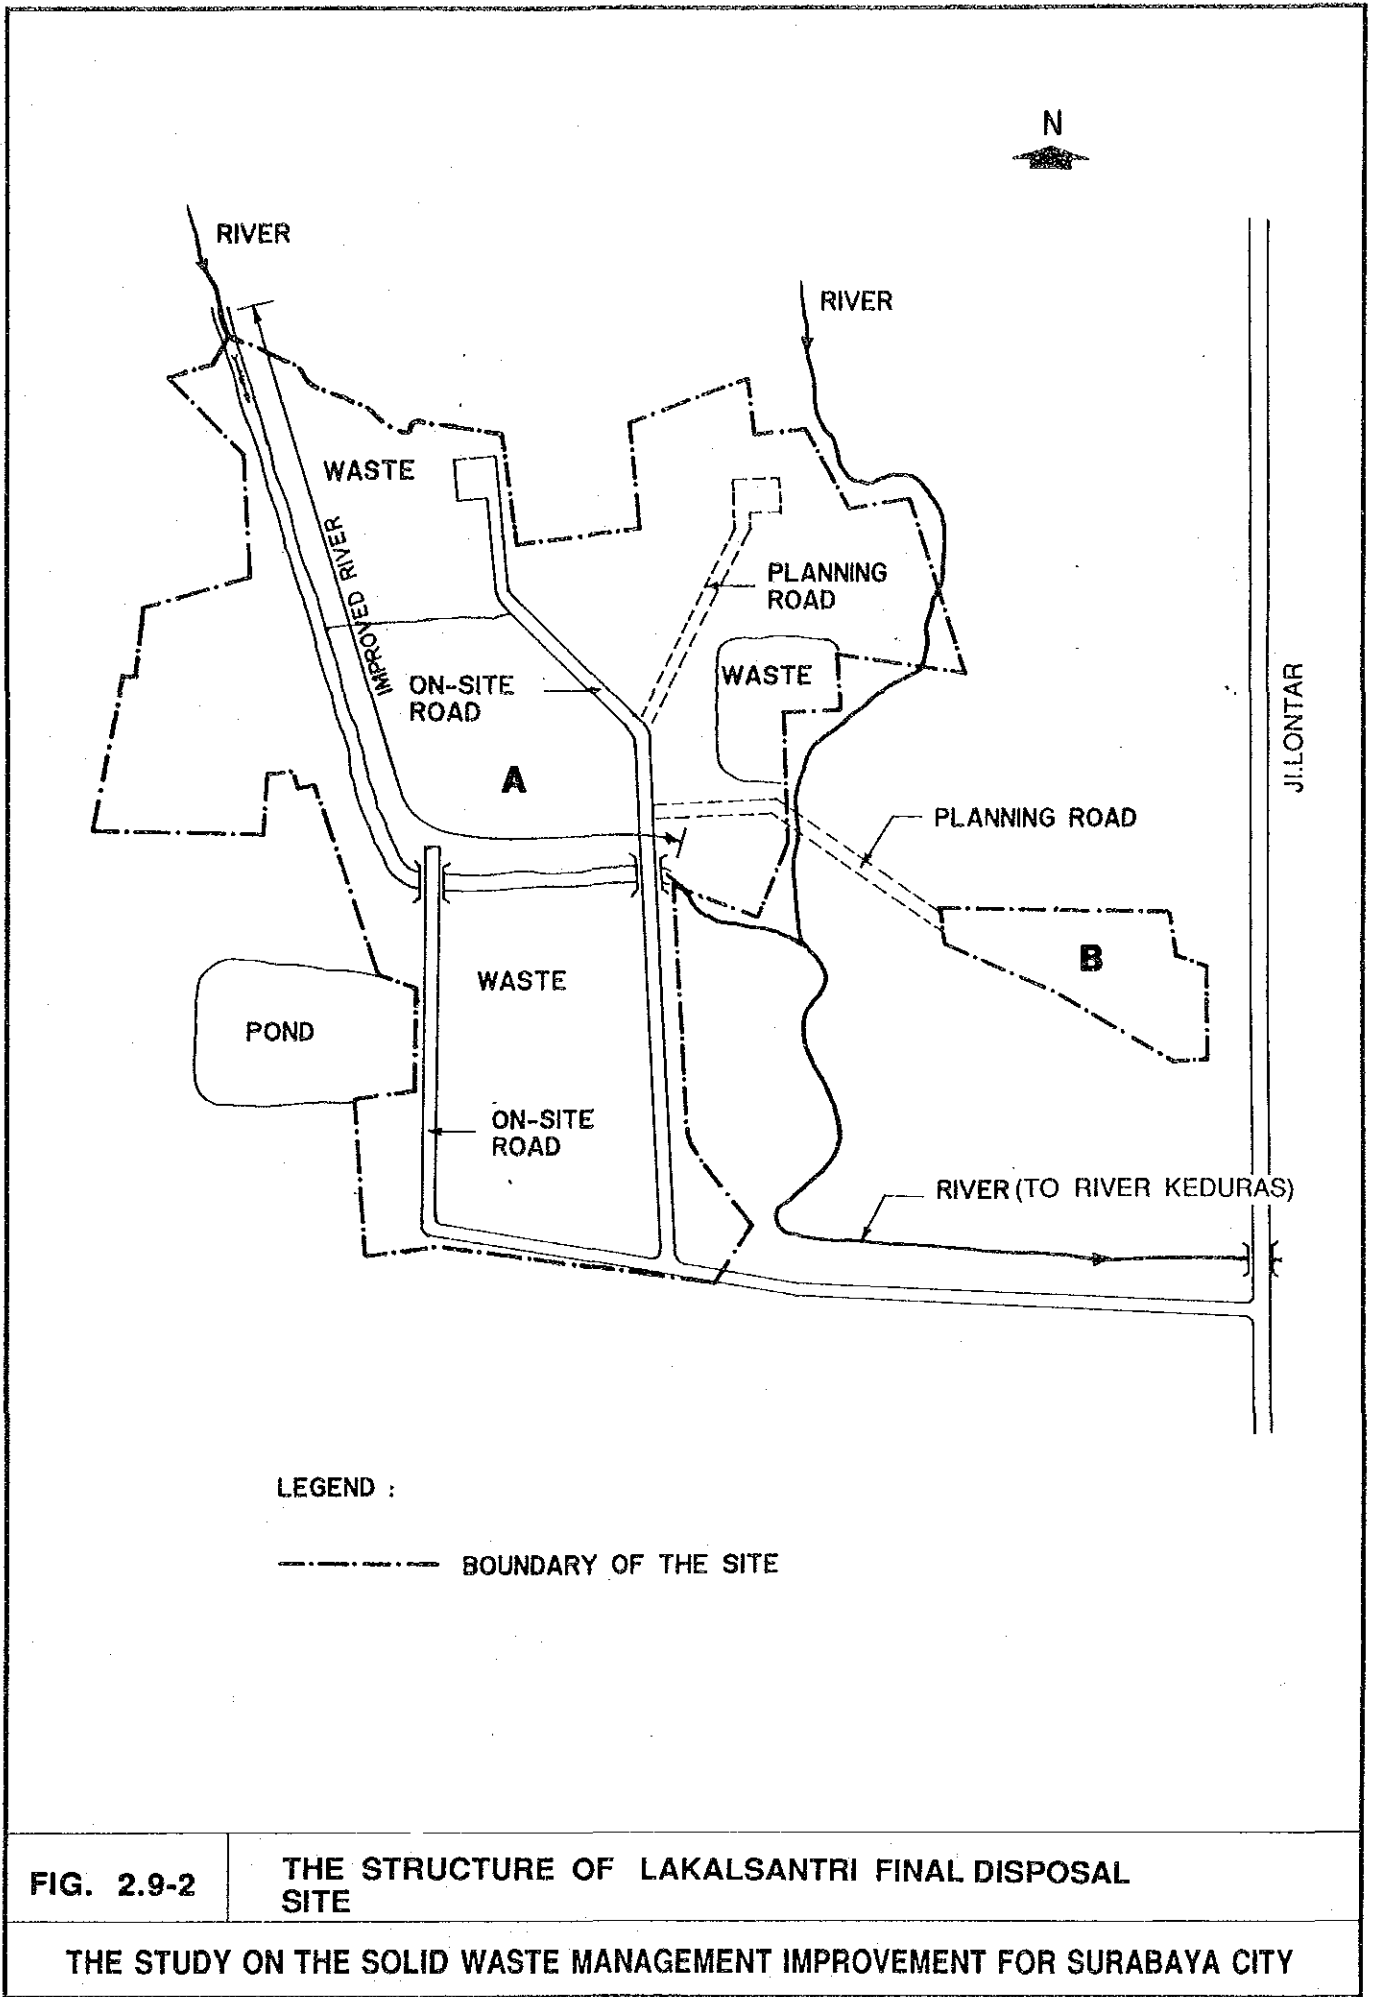 N
RIVER
RIVER
WASTE
IMPROVED RIVER
PLANNING
ROAD
WASTE
ON-SITE
ROAD
JI.LONTAR
A
PLANNING ROAD
B
WASTE
POND
ON-SITE
ROAD
RIVER (TO RIVER KEDURAS)
LEGEND :
BOUNDARY OF THE SITE
FIG. 2.9-2
THE STRUCTURE OF LAKALSANTRI FINAL DISPOSAL
SITE
THE STUDY ON THE SOLID WASTE MANAGEMENT IMPROVEMENT FOR SURABAYA CITY